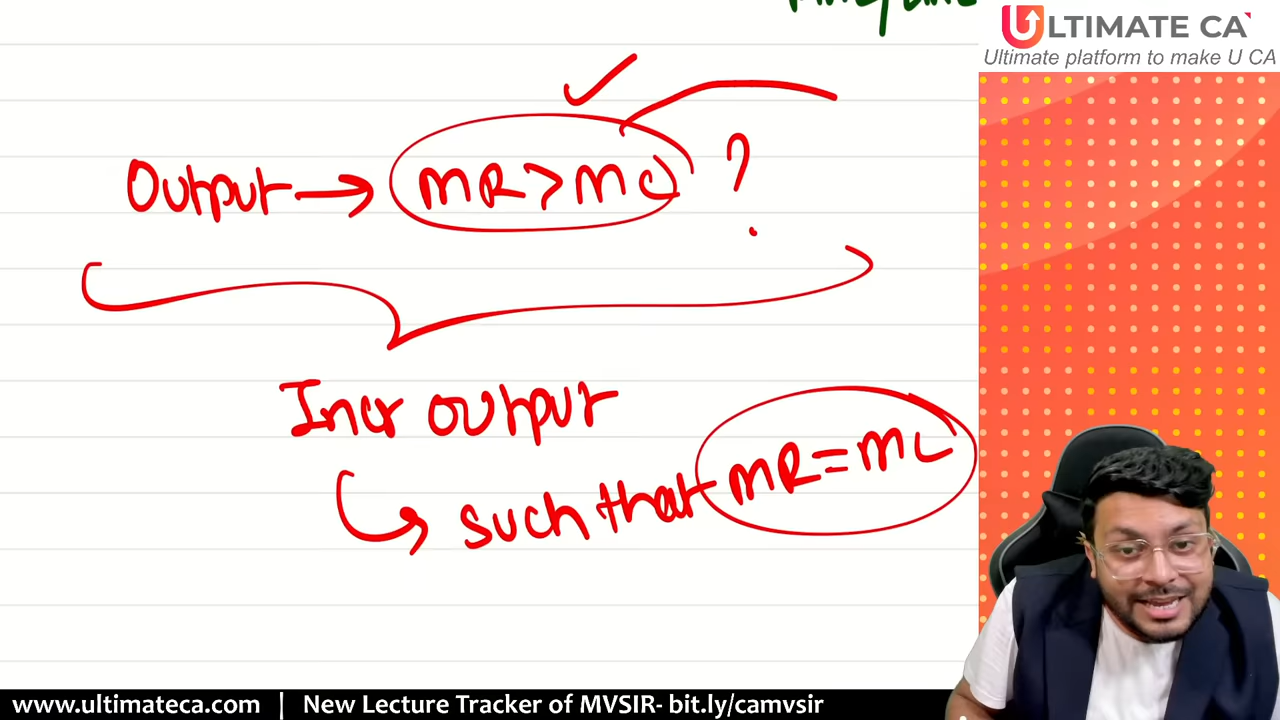 ULTIMATE CA
Ultimate platform to make U CA
Output → MR > MC ?
Incr output
such that MR = MC
www.ultimateca.com | New Lecture Tracker of MVSIR- bit.ly/camvsir